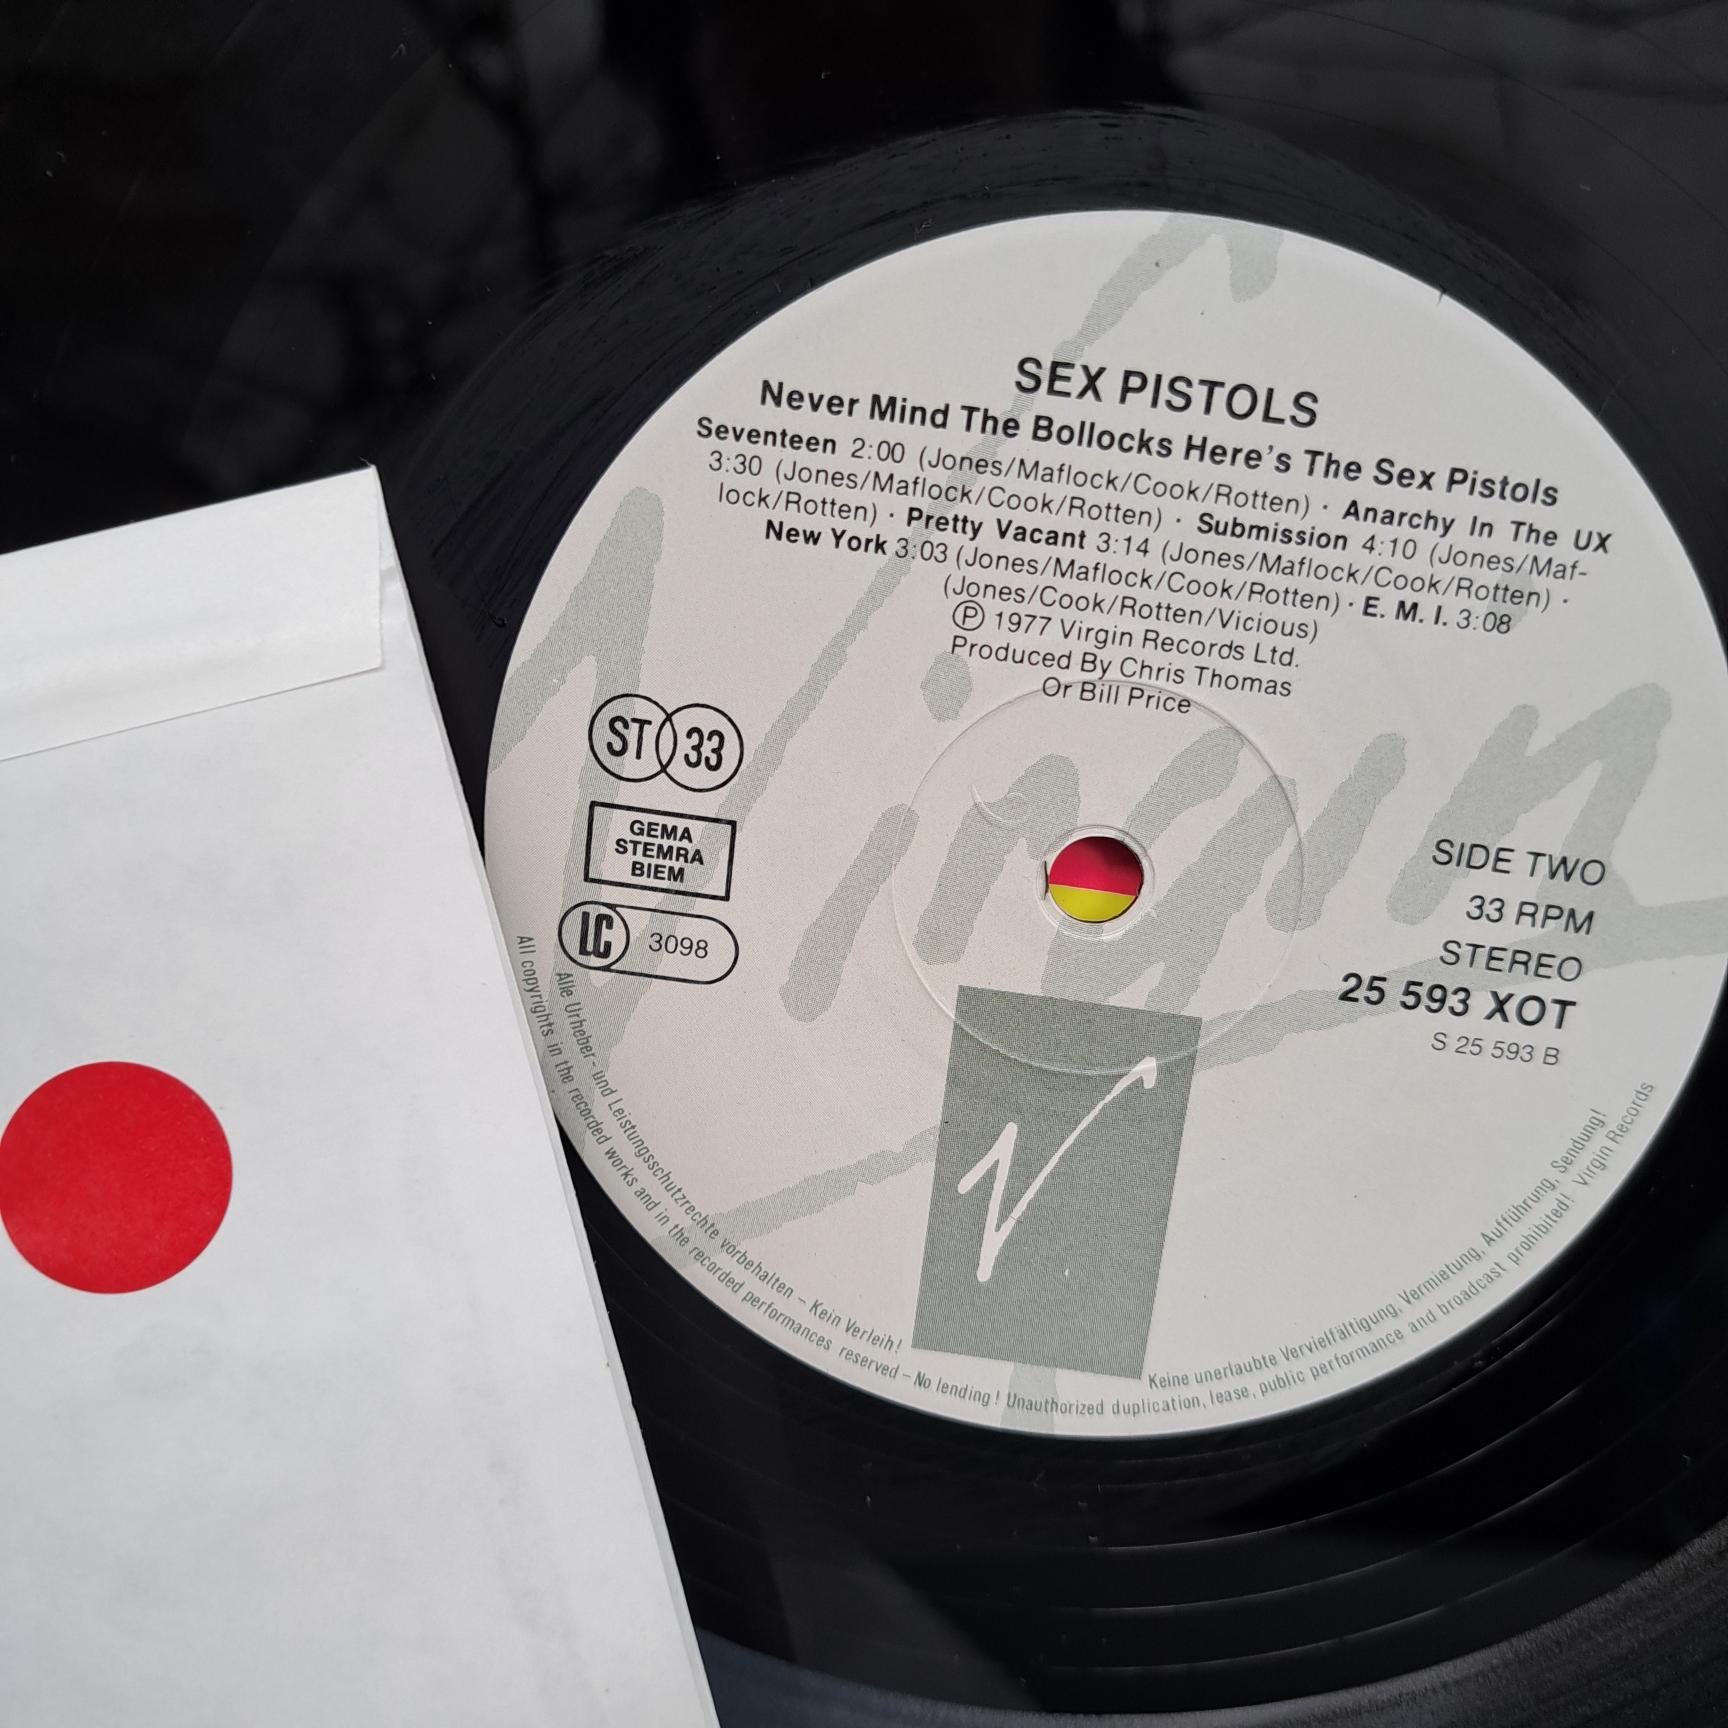 SEX PISTOLS
Never Mind The Bollocks Here's The Sex Pistols
Seventeen 2:00 (Jones/Maflock/Cook/Rotten) · Anarchy In The UX
3:30 (Jones/Maflock/Cook/Rotten) · Submission 4:10 (Jones/Maf-
lock/Rotten) · Pretty Vacant 3:14 (Jones/Maflock/Cook/Rotten) ·
New York 3:03 (Jones/Maflock/Cook/Rotten) · E. M. I. 3:08
(Jones/Cook/Rotten/Vicious)
Ⓟ 1977 Virgin Records Ltd.
Produced By Chris Thomas
Or Bill Price
ST 33
GEMA
STEMRA
BIEM
LC 3098
Virgin
SIDE TWO
33 RPM
STEREO
25 593 XOT
S 25 593 B
V
Alle Urheber- und Leistungsschutzrechte vorbehalten – Kein Verleih! Keine unerlaubte Vervielfältigung, Vermietung, Aufführung, Sendung!
All copyrights in the recorded works and in the recorded performances reserved – No lending! Unauthorized duplication, lease, public performance and broadcast prohibited! Virgin Records